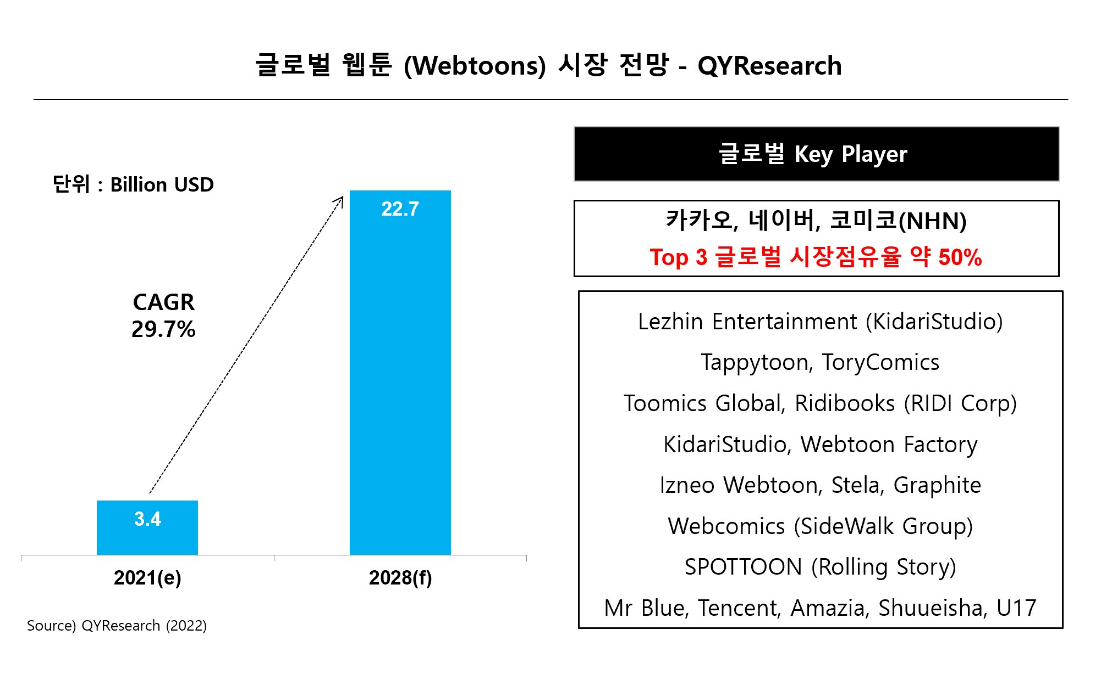 글로벌 웹툰 (Webtoons) 시장 전망 - QYResearch
단위 : Billion USD
22.7
CAGR
29.7%
3.4
2021(e)
2028(f)
Source) QYResearch (2022)
글로벌 Key Player
카카오, 네이버, 코미코(NHN)
Top 3 글로벌 시장점유율 약 50%
Lezhin Entertainment (KidariStudio)
Tappytoon, ToryComics
Toomics Global, Ridibooks (RIDI Corp)
KidariStudio, Webtoon Factory
Izneo Webtoon, Stela, Graphite
Webcomics (SideWalk Group)
SPOTTOON (Rolling Story)
Mr Blue, Tencent, Amazia, Shuueisha, U17